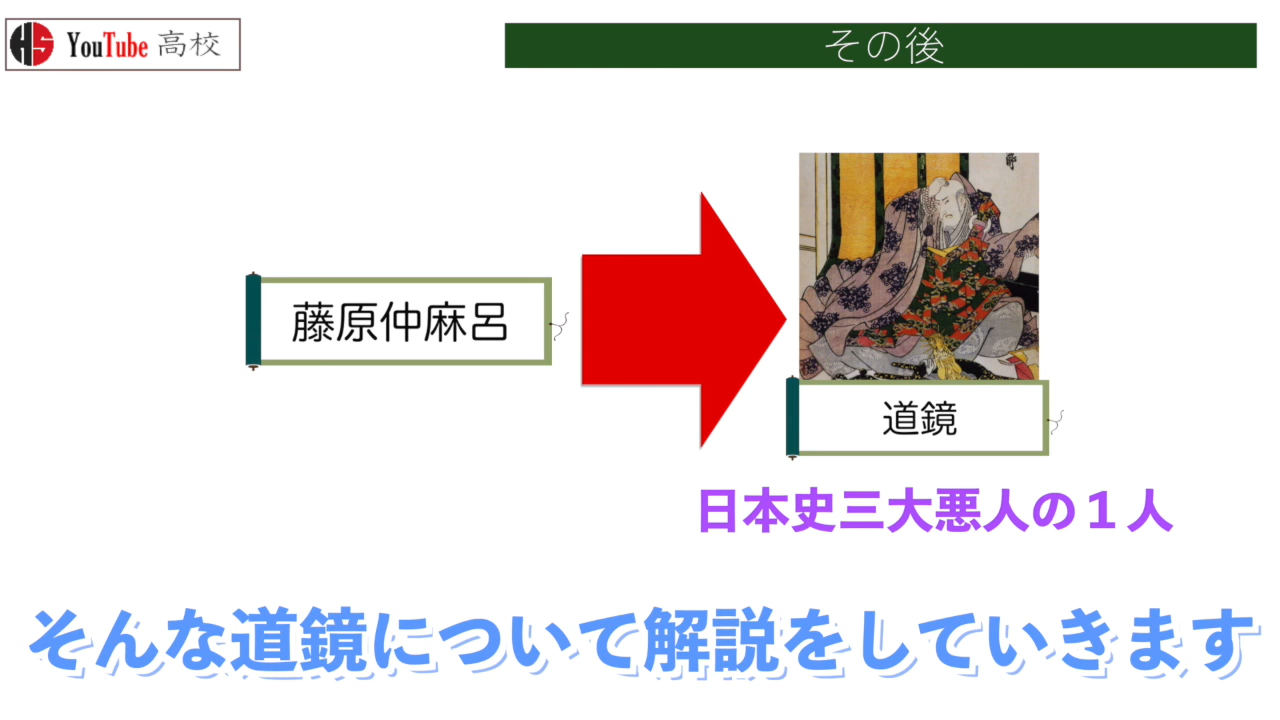 YouTube 高校
その後
藤原仲麻呂
道鏡
日本史三大悪人の１人
そんな道鏡について解説をしていきます